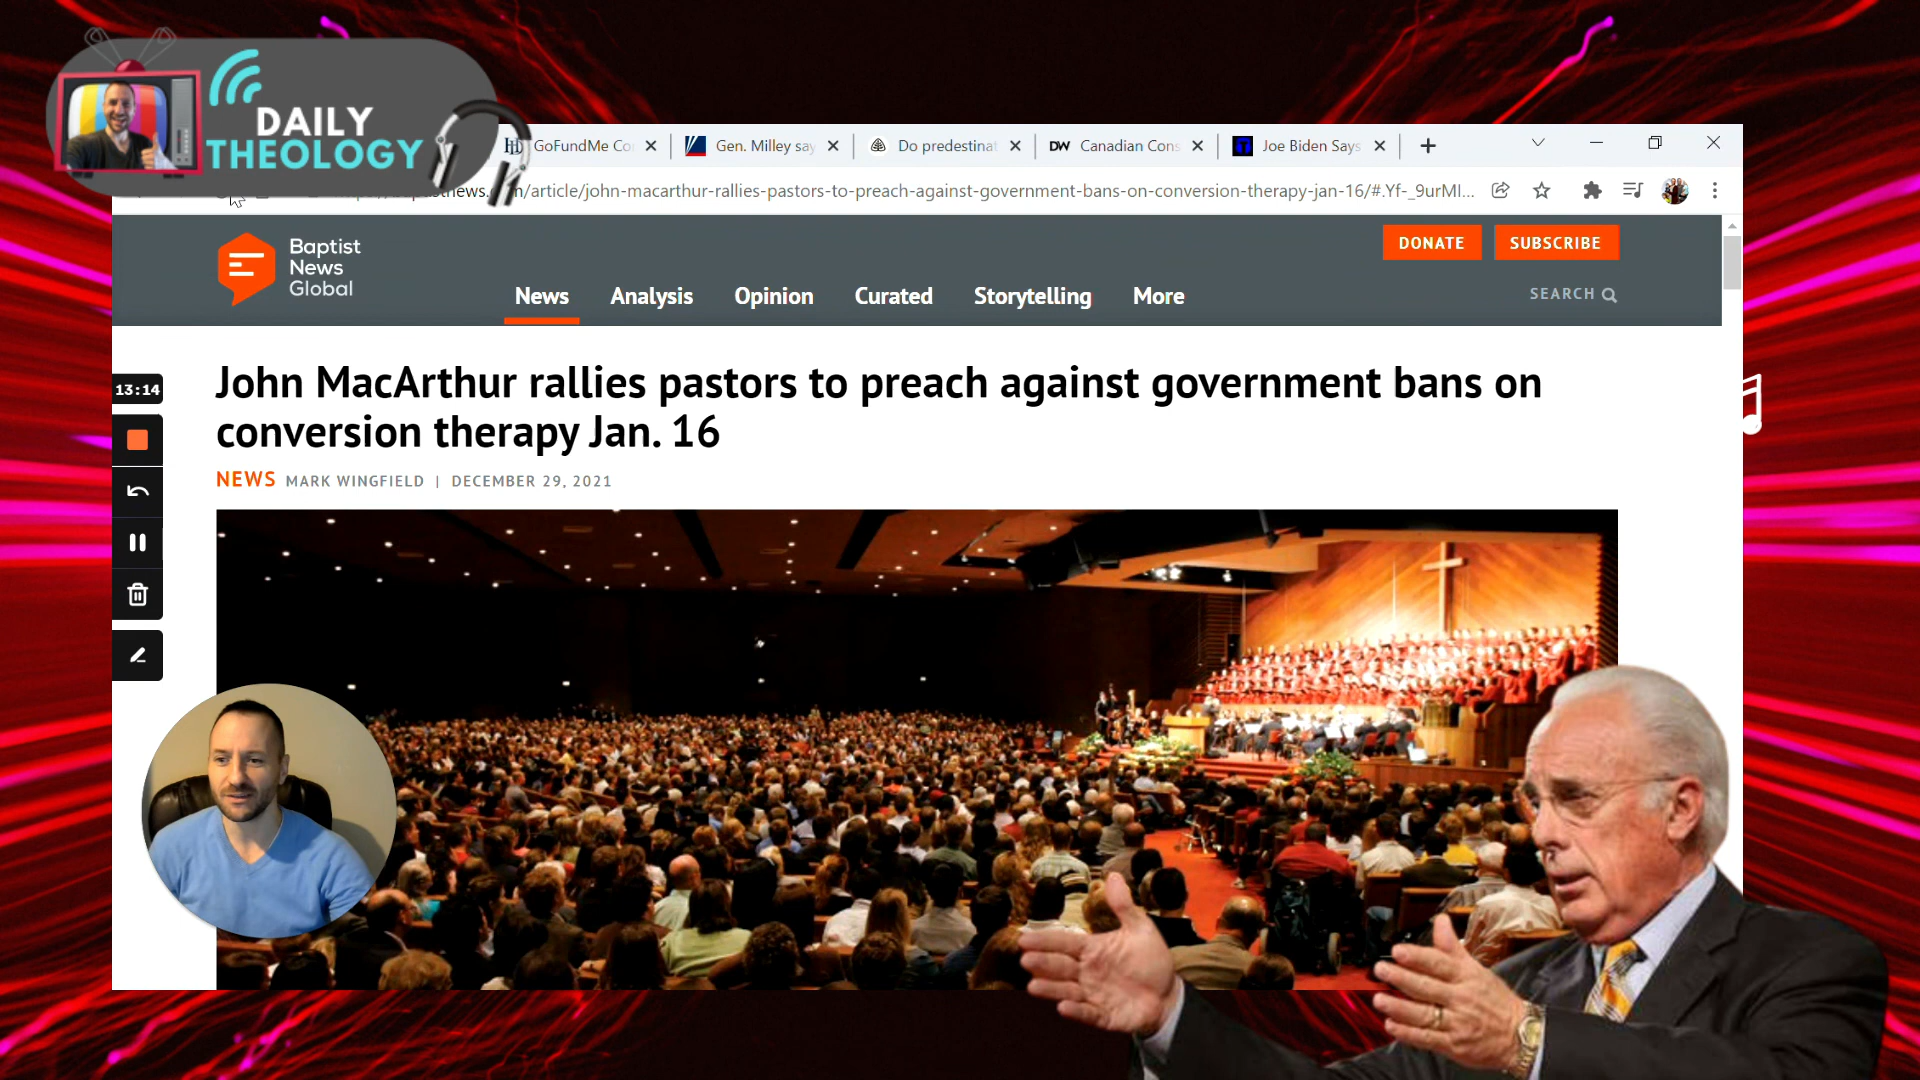 DAILY
THEOLOGY
GoFundMe Co
Gen. Milley say
Do predestinat
DW Canadian Cons
Joe Biden Says
/article/john-macarthur-rallies-pastors-to-preach-against-government-bans-on-conversion-therapy-jan-16/#.Yf-_9urMI...
Baptist
News
Global
DONATE
SUBSCRIBE
News
Analysis
Opinion
Curated
Storytelling
More
SEARCH
13:14
John MacArthur rallies pastors to preach against government bans on
conversion therapy Jan. 16
NEWS MARK WINGFIELD | DECEMBER 29, 2021